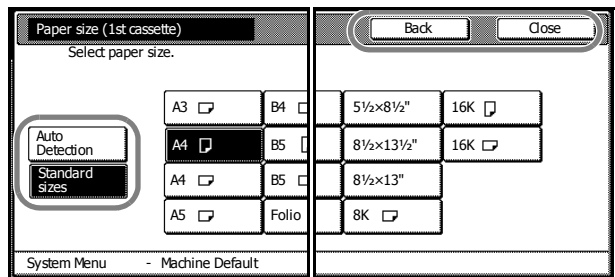 Paper size (1st cassette) Back Close
Select paper size.
A3 B4 5½×8½" 16K
Auto Detection A4 B5 8½×13½" 16K
Standard sizes A4 B5 8½×13"
A5 Folio 8K
System Menu - Machine Default